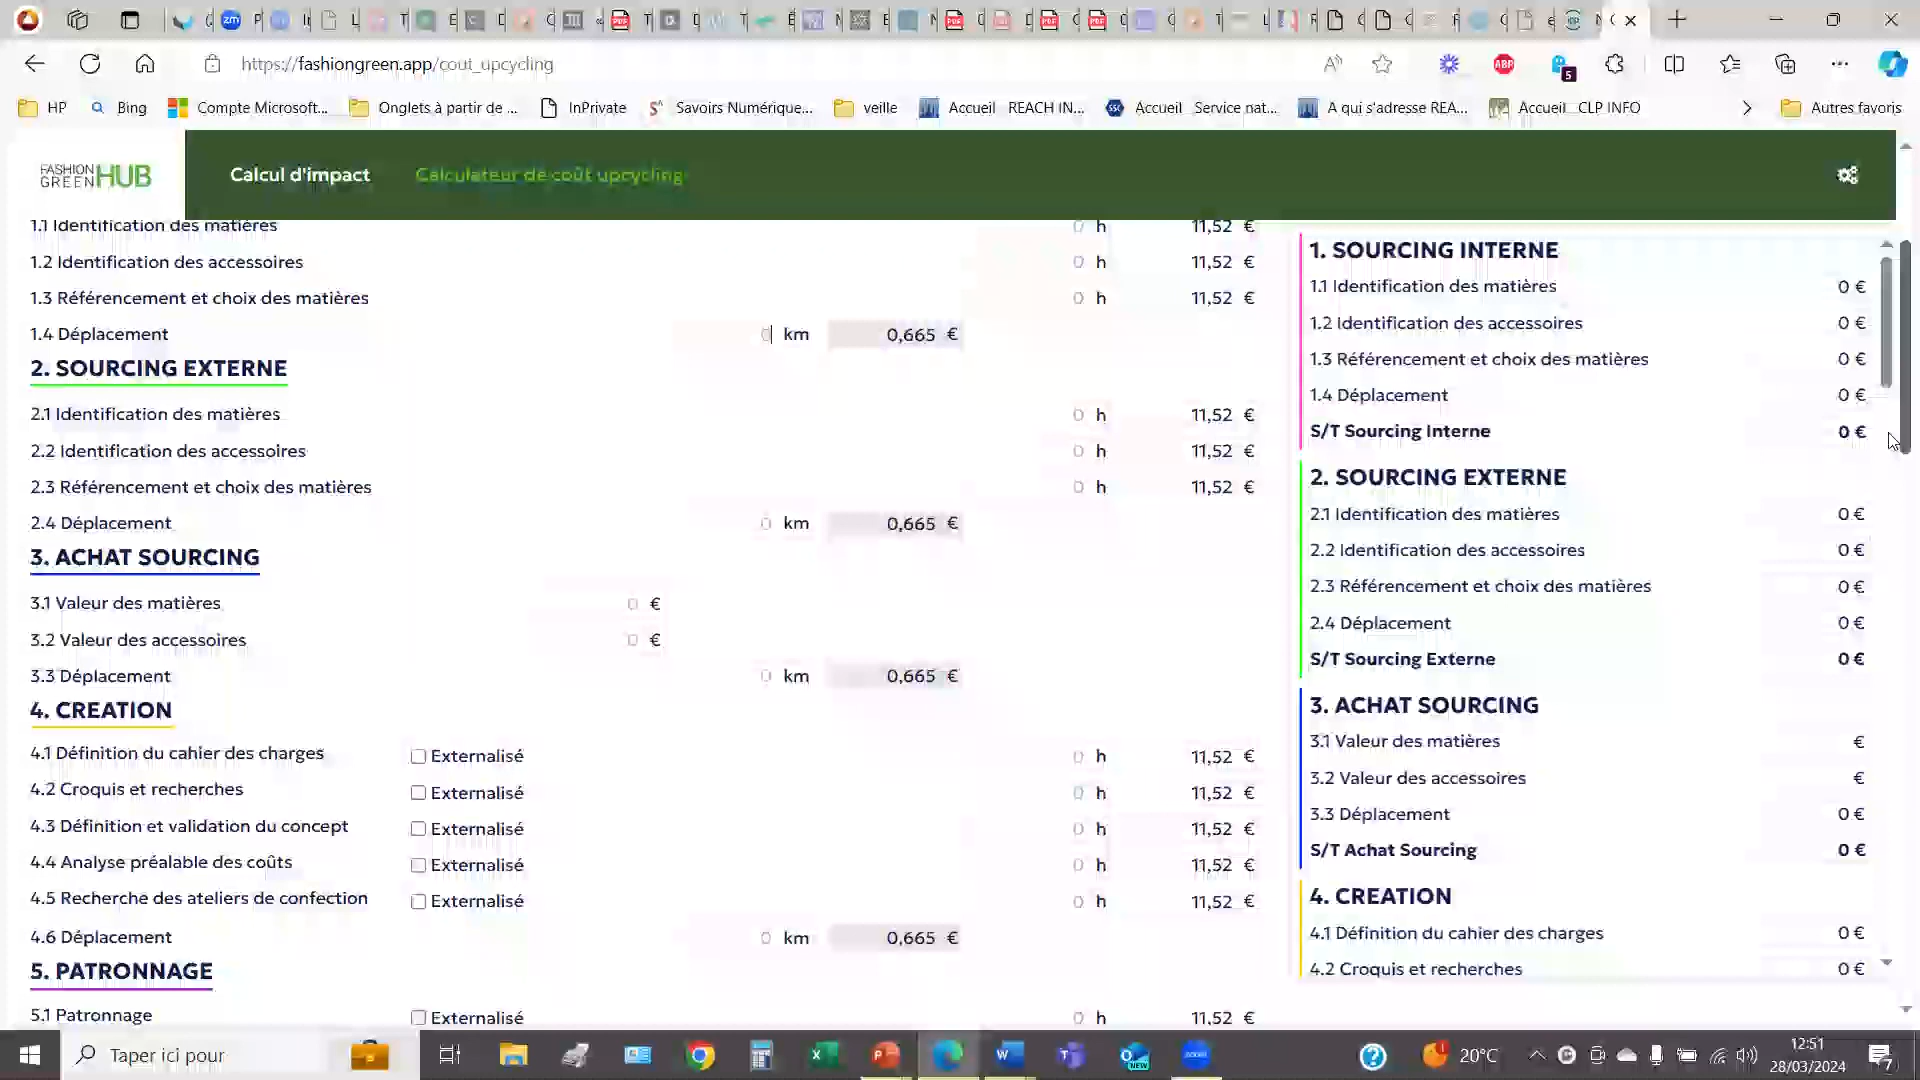 https://fashiongreen.app/cout_upcycling
ABP
5
HP
Bing
Compte Microsoft...
Onglets à partir de ...
InPrivate
Savoirs Numérique...
veille
Accueil REACH IN...
Accueil Service nat...
A qui s'adresse REA...
Accueil CLP INFO
Autres favoris
FASHION
GREEN HUB
Calcul d'impact
Calculateur de coût upcycling
1.1 Identification des matières 0 h 11,52 €
1.2 Identification des accessoires 0 h 11,52 €
1.3 Référencement et choix des matières 0 h 11,52 €
1.4 Déplacement 0 km 0,665 €
2. SOURCING EXTERNE
2.1 Identification des matières 0 h 11,52 €
2.2 Identification des accessoires 0 h 11,52 €
2.3 Référencement et choix des matières 0 h 11,52 €
2.4 Déplacement 0 km 0,665 €
3. ACHAT SOURCING
3.1 Valeur des matières 0 €
3.2 Valeur des accessoires 0 €
3.3 Déplacement 0 km 0,665 €
4. CREATION
4.1 Définition du cahier des charges Externalisé 0 h 11,52 €
4.2 Croquis et recherches Externalisé 0 h 11,52 €
4.3 Définition et validation du concept Externalisé 0 h 11,52 €
4.4 Analyse préalable des coûts Externalisé 0 h 11,52 €
4.5 Recherche des ateliers de confection Externalisé 0 h 11,52 €
4.6 Déplacement 0 km 0,665 €
5. PATRONNAGE
5.1 Patronnage Externalisé 0 h 11,52 €
1. SOURCING INTERNE
1.1 Identification des matières 0 €
1.2 Identification des accessoires 0 €
1.3 Référencement et choix des matières 0 €
1.4 Déplacement 0 €
S/T Sourcing Interne 0 €
2. SOURCING EXTERNE
2.1 Identification des matières 0 €
2.2 Identification des accessoires 0 €
2.3 Référencement et choix des matières 0 €
2.4 Déplacement 0 €
S/T Sourcing Externe 0 €
3. ACHAT SOURCING
3.1 Valeur des matières €
3.2 Valeur des accessoires €
3.3 Déplacement 0 €
S/T Achat Sourcing 0 €
4. CREATION
4.1 Définition du cahier des charges 0 €
4.2 Croquis et recherches 0 €
Taper ici pour
20°C
12:51
28/03/2024
7